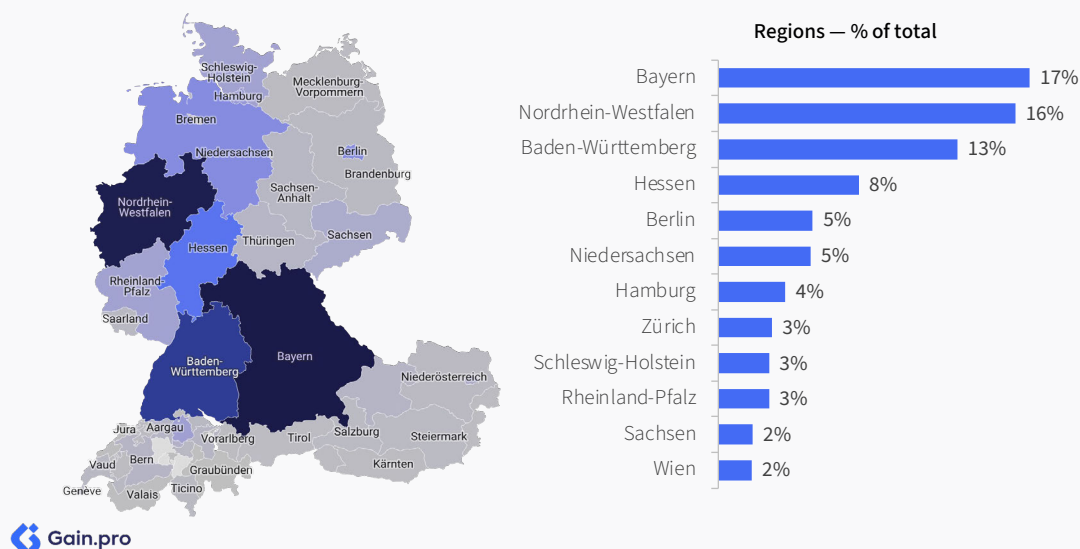 Schleswig-
Holstein
Mecklenburg-
Vorpommern
Hamburg
Bremen
Niedersachsen
Berlin
Brandenburg
Sachsen-
Anhalt
Nordrhein-
Westfalen
Hessen
Thüringen
Sachsen
Rheinland-
Pfalz
Saarland
Baden-
Württemberg
Bayern
Niederösterreich
Jura
Aargau
Vorarlberg
Tirol
Salzburg
Steiermark
Vaud
Bern
Graubünden
Kärnten
Genève
Valais
Ticino
Gain.pro
Regions — % of total
Bayern 17%
Nordrhein-Westfalen 16%
Baden-Württemberg 13%
Hessen 8%
Berlin 5%
Niedersachsen 5%
Hamburg 4%
Zürich 3%
Schleswig-Holstein 3%
Rheinland-Pfalz 3%
Sachsen 2%
Wien 2%